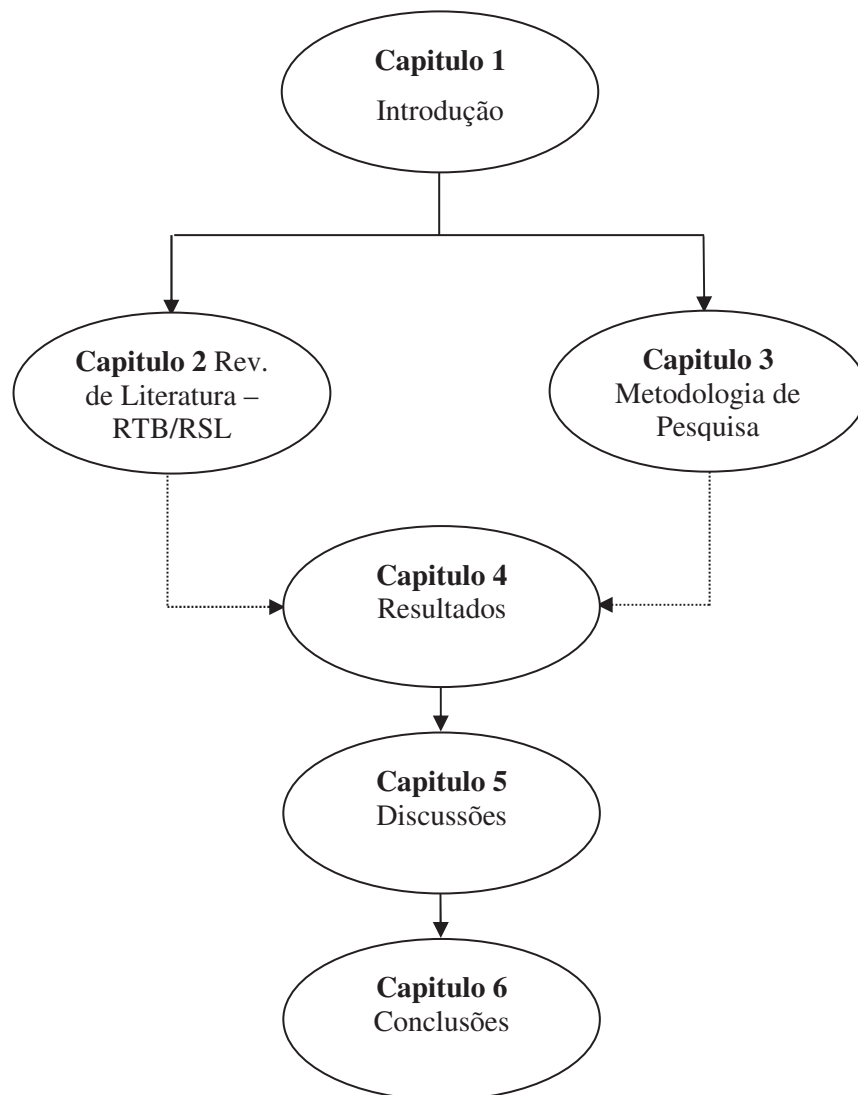 Capitulo 1
Introdução
Capitulo 2 Rev.
de Literatura –
RTB/RSL
Capitulo 3
Metodologia de
Pesquisa
Capitulo 4
Resultados
Capitulo 5
Discussões
Capitulo 6
Conclusões